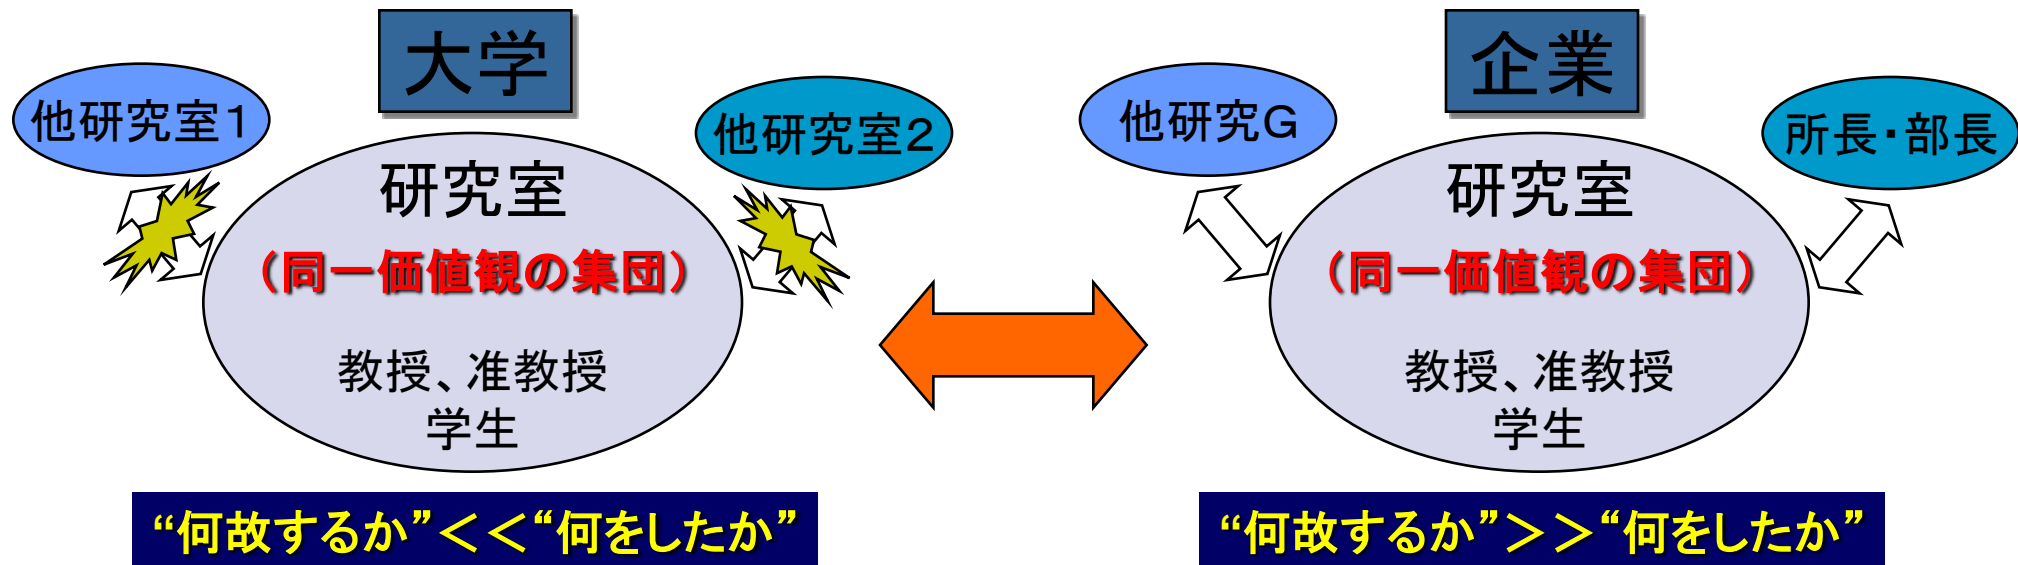 大学
他研究室1
他研究室2
研究室
（同一価値観の集団）
教授、准教授
学生
“何故するか”＜＜“何をしたか”
企業
他研究G
所長・部長
研究室
（同一価値観の集団）
教授、准教授
学生
“何故するか”＞＞“何をしたか”